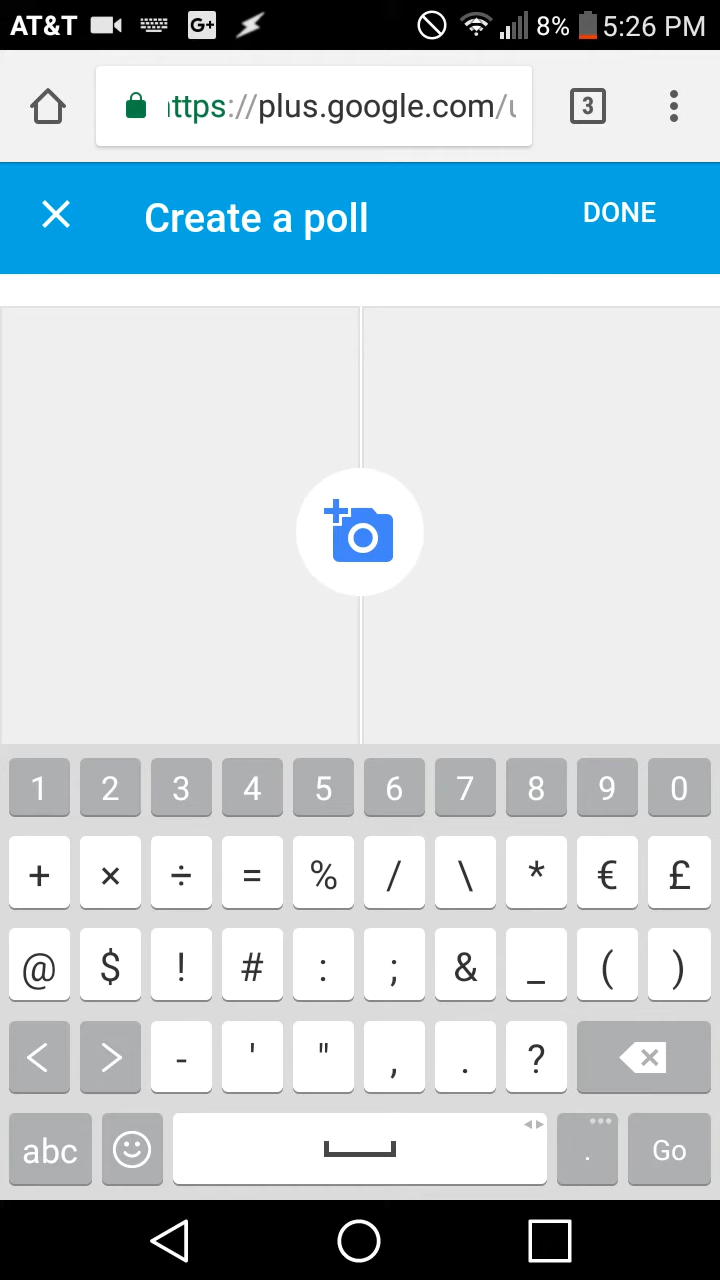 AT&T G+ 8% 5:26 PM
ttps://plus.google.com/u 3
Create a poll DONE
1 2 3 4 5 6 7 8 9 0
+ × ÷ = % / \ * € £
@ $ ! # : ; & _ ( )
< > - ' " , . ?
abc . Go